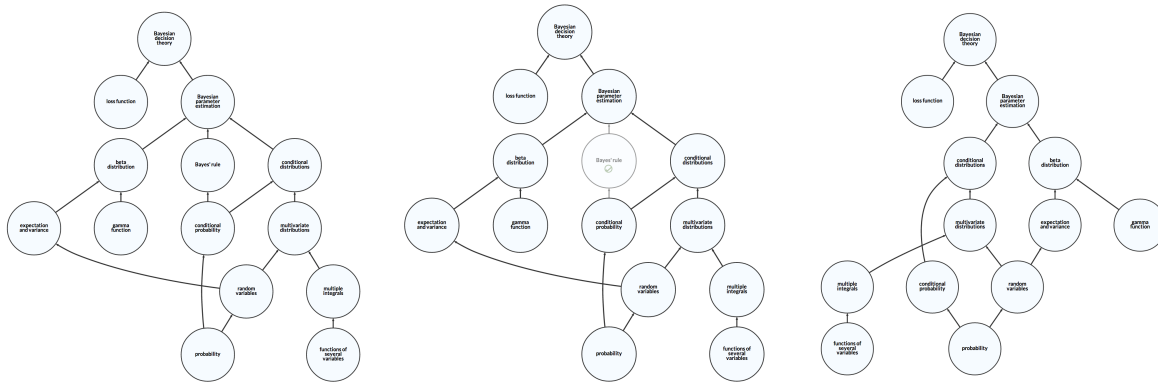 Bayesian
decision
theory
loss function
Bayesian
parameter
estimation
beta
distribution
Bayes' rule
conditional
distributions
expectation
and variance
gamma
function
conditional
probability
multivariate
distributions
random
variables
multiple
integrals
probability
functions of
several
variables
Bayesian
decision
theory
loss function
Bayesian
parameter
estimation
beta
distribution
Bayes' rule
conditional
distributions
expectation
and variance
gamma
function
conditional
probability
multivariate
distributions
random
variables
multiple
integrals
probability
functions of
several
variables
Bayesian
decision
theory
loss function
Bayesian
parameter
estimation
conditional
distributions
beta
distribution
multivariate
distributions
expectation
and variance
gamma
function
multiple
integrals
conditional
probability
random
variables
functions of
several
variables
probability